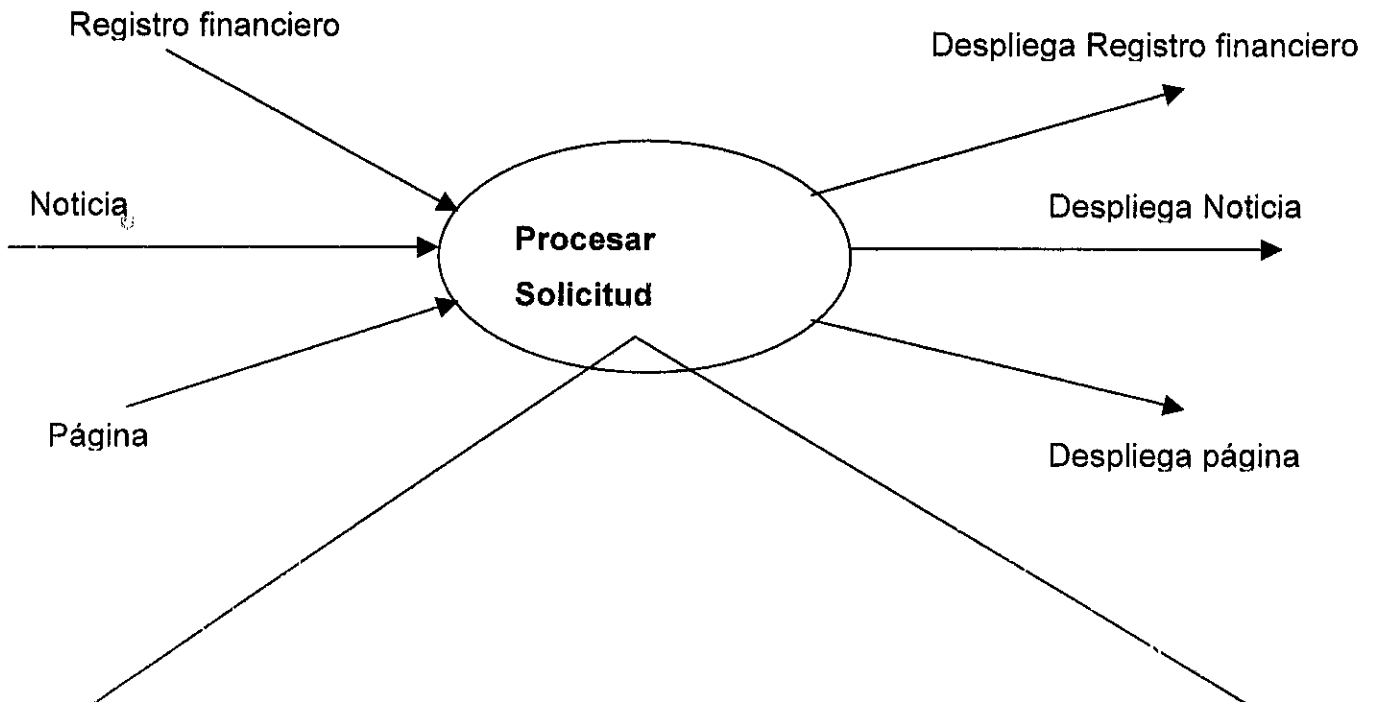 Registro financiero
Despliega Registro financiero
Noticia
Despliega Noticia
Procesar
Solicitud
Página
Despliega página